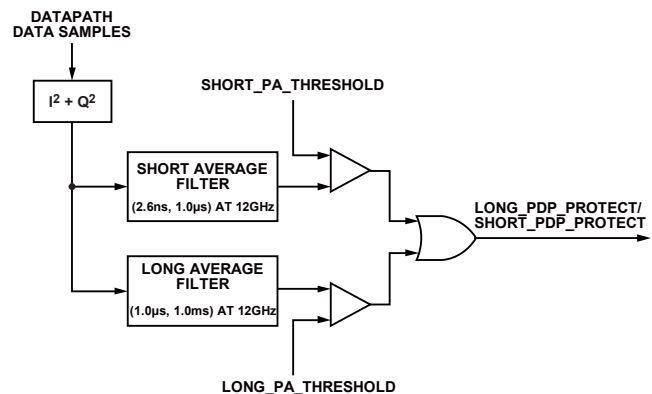 DATAPATH
DATA SAMPLES
I² + Q²
SHORT_PA_THRESHOLD
SHORT AVERAGE
FILTER
(2.6ns, 1.0µs) AT 12GHz
LONG_PDP_PROTECT/
SHORT_PDP_PROTECT
LONG AVERAGE
FILTER
(1.0µs, 1.0ms) AT 12GHz
LONG_PA_THRESHOLD